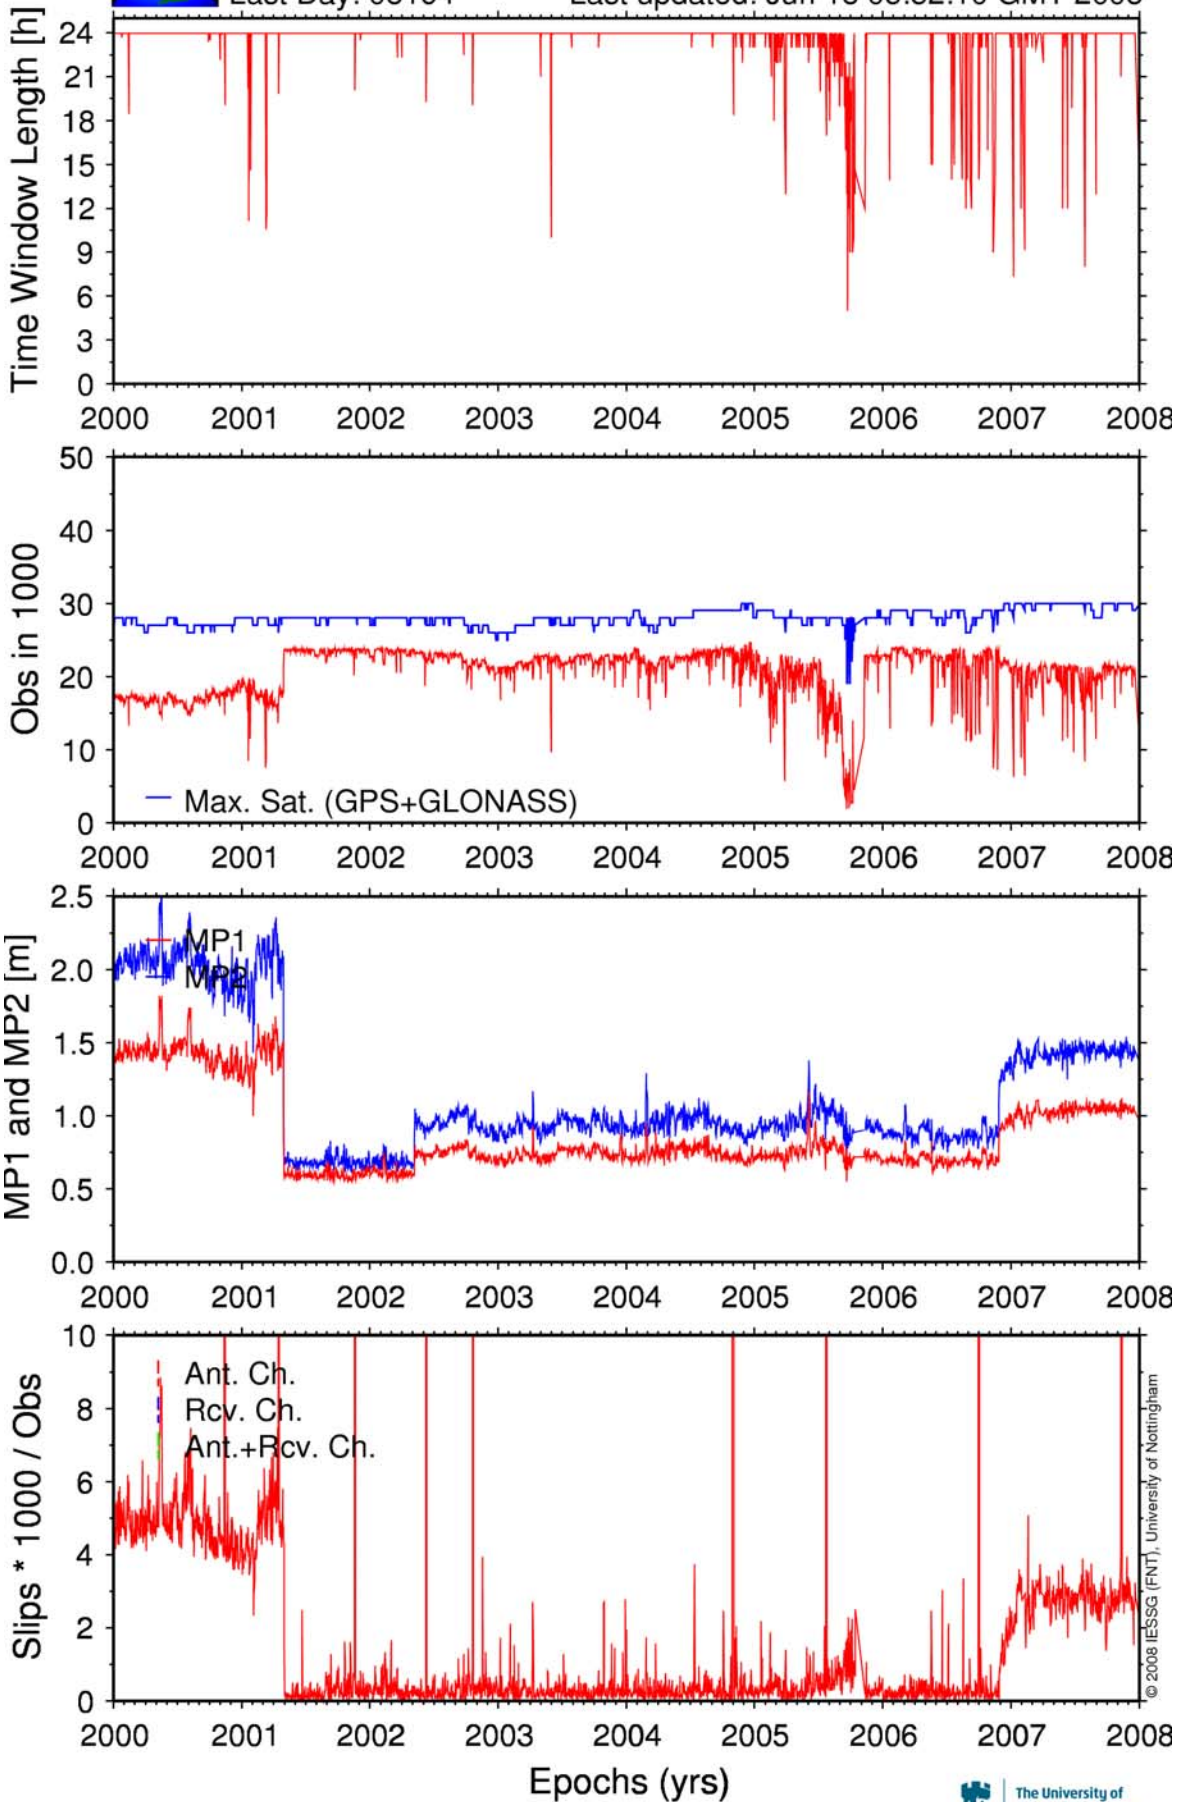 Time Window Length [h]
24
21
18
15
12
9
6
3
0
2000 2001 2002 2003 2004 2005 2006 2007 2008
Obs in 1000
50
40
30
20
10
0
Max. Sat. (GPS+GLONASS)
2000 2001 2002 2003 2004 2005 2006 2007 2008
MP1 and MP2 [m]
2.5
2.0
1.5
1.0
0.5
0.0
MP1
MP2
2000 2001 2002 2003 2004 2005 2006 2007 2008
Slips * 1000 / Obs
10
8
6
4
2
0
Ant. Ch.
Rcv. Ch.
Ant.+Rcv. Ch.
© 2008 IESSG (FNT), University of Nottingham
2000 2001 2002 2003 2004 2005 2006 2007 2008
Epochs (yrs)
The University of